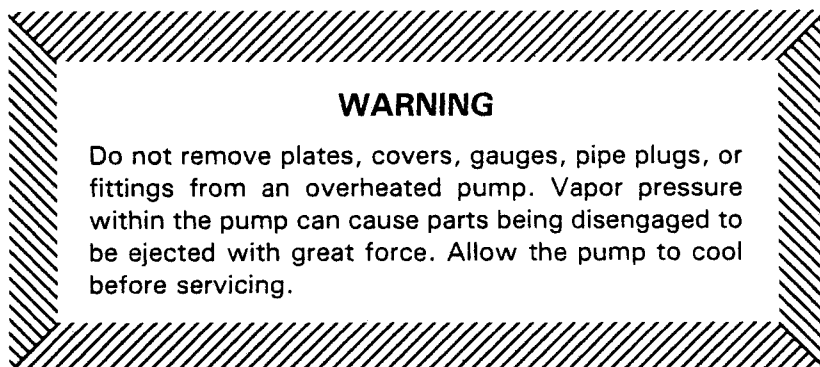 WARNING
Do not remove plates, covers, gauges, pipe plugs, or
fittings from an overheated pump. Vapor pressure
within the pump can cause parts being disengaged to
be ejected with great force. Allow the pump to cool
before servicing.